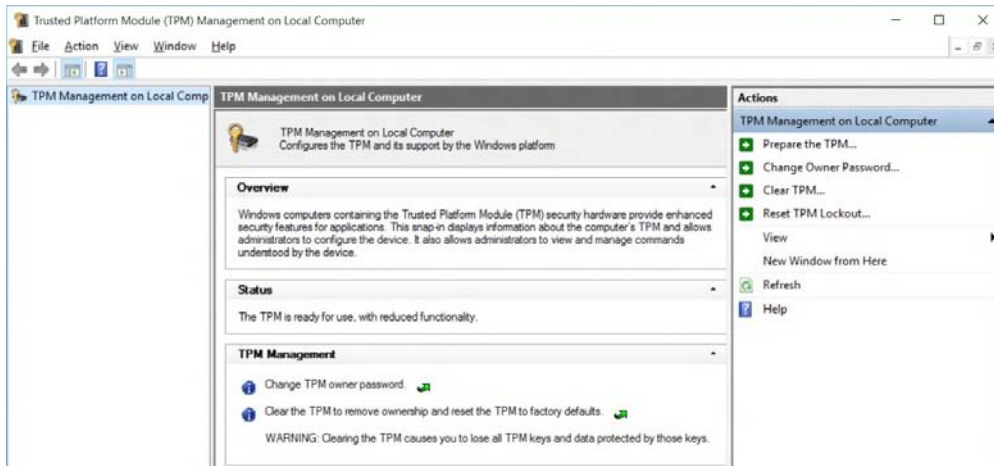 Trusted Platform Module (TPM) Management on Local Computer
File Action View Window Help
TPM Management on Local Comp
TPM Management on Local Computer
TPM Management on Local Computer
Configures the TPM and its support by the Windows platform
Overview
Windows computers containing the Trusted Platform Module (TPM) security hardware provide enhanced
security features for applications. This snap-in displays information about the computer's TPM and allows
administrators to configure the device. It also allows administrators to view and manage commands
understood by the device.
Status
The TPM is ready for use, with reduced functionality.
TPM Management
Change TPM owner password.
Clear the TPM to remove ownership and reset the TPM to factory defaults.
WARNING: Clearing the TPM causes you to lose all TPM keys and data protected by those keys.
Actions
TPM Management on Local Computer
Prepare the TPM...
Change Owner Password...
Clear TPM...
Reset TPM Lockout...
View
New Window from Here
Refresh
Help